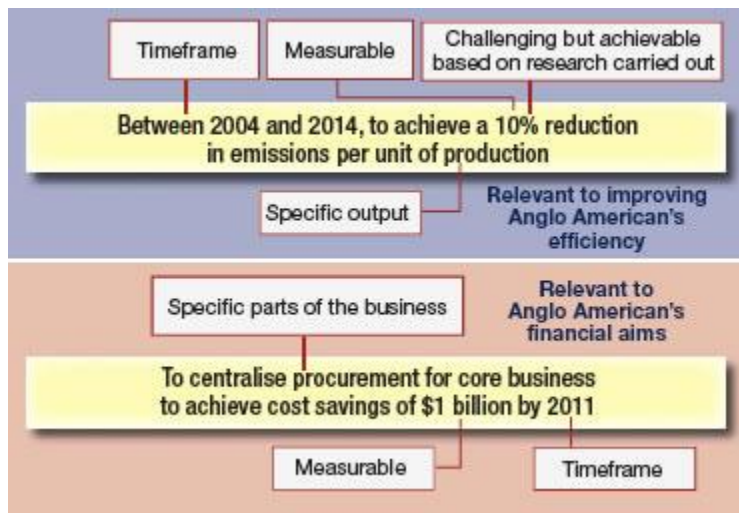 Timeframe
Measurable
Challenging but achievable
based on research carried out
Between 2004 and 2014, to achieve a 10% reduction
in emissions per unit of production
Specific output
Relevant to improving
Anglo American's
efficiency
Specific parts of the business
Relevant to
Anglo American's
financial aims
To centralise procurement for core business
to achieve cost savings of $1 billion by 2011
Measurable
Timeframe